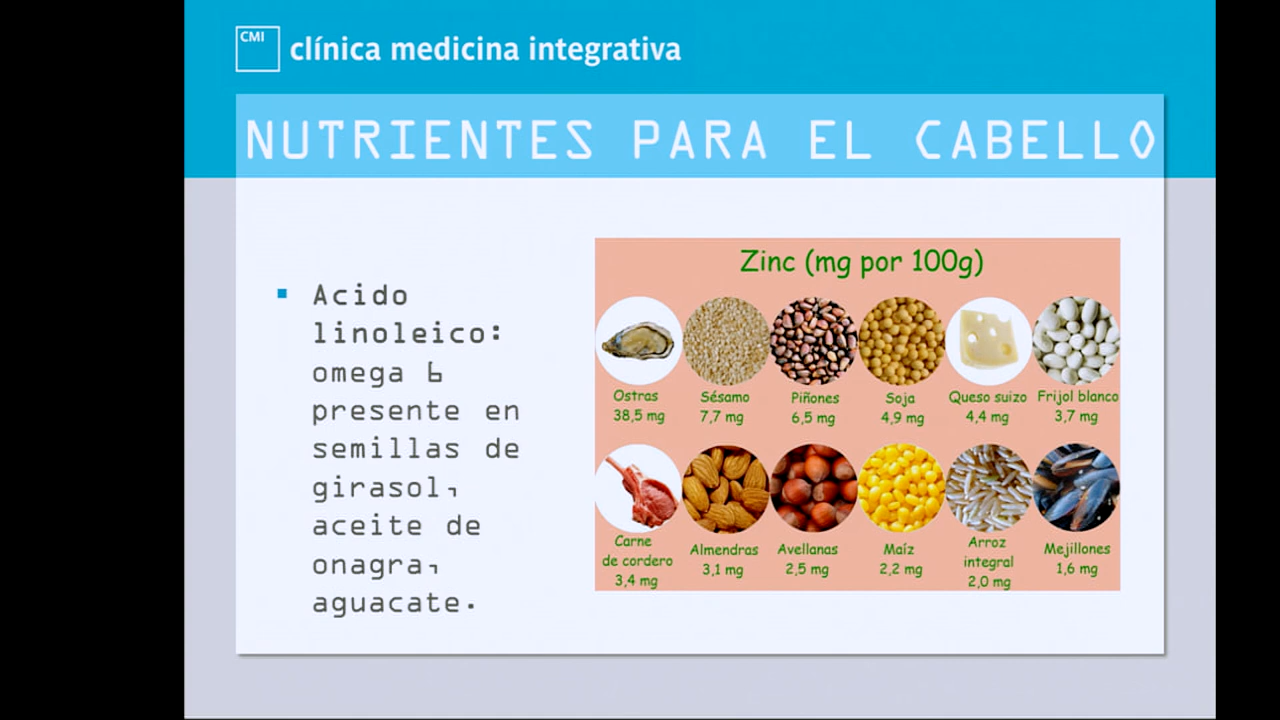 CMI
clínica medicina integrativa
NUTRIENTES PARA EL CABELLO
Acido
linoleico:
omega 6
presente en
semillas de
girasol,
aceite de
onagra,
aguacate.
Zinc (mg por 100g)
Ostras
38,5 mg
Sésamo
7,7 mg
Piñones
6,5 mg
Soja
4,9 mg
Queso suizo
4,4 mg
Frijol blanco
3,7 mg
Carne
de cordero
3,4 mg
Almendras
3,1 mg
Avellanas
2,5 mg
Maíz
2,2 mg
Arroz
integral
2,0 mg
Mejillones
1,6 mg